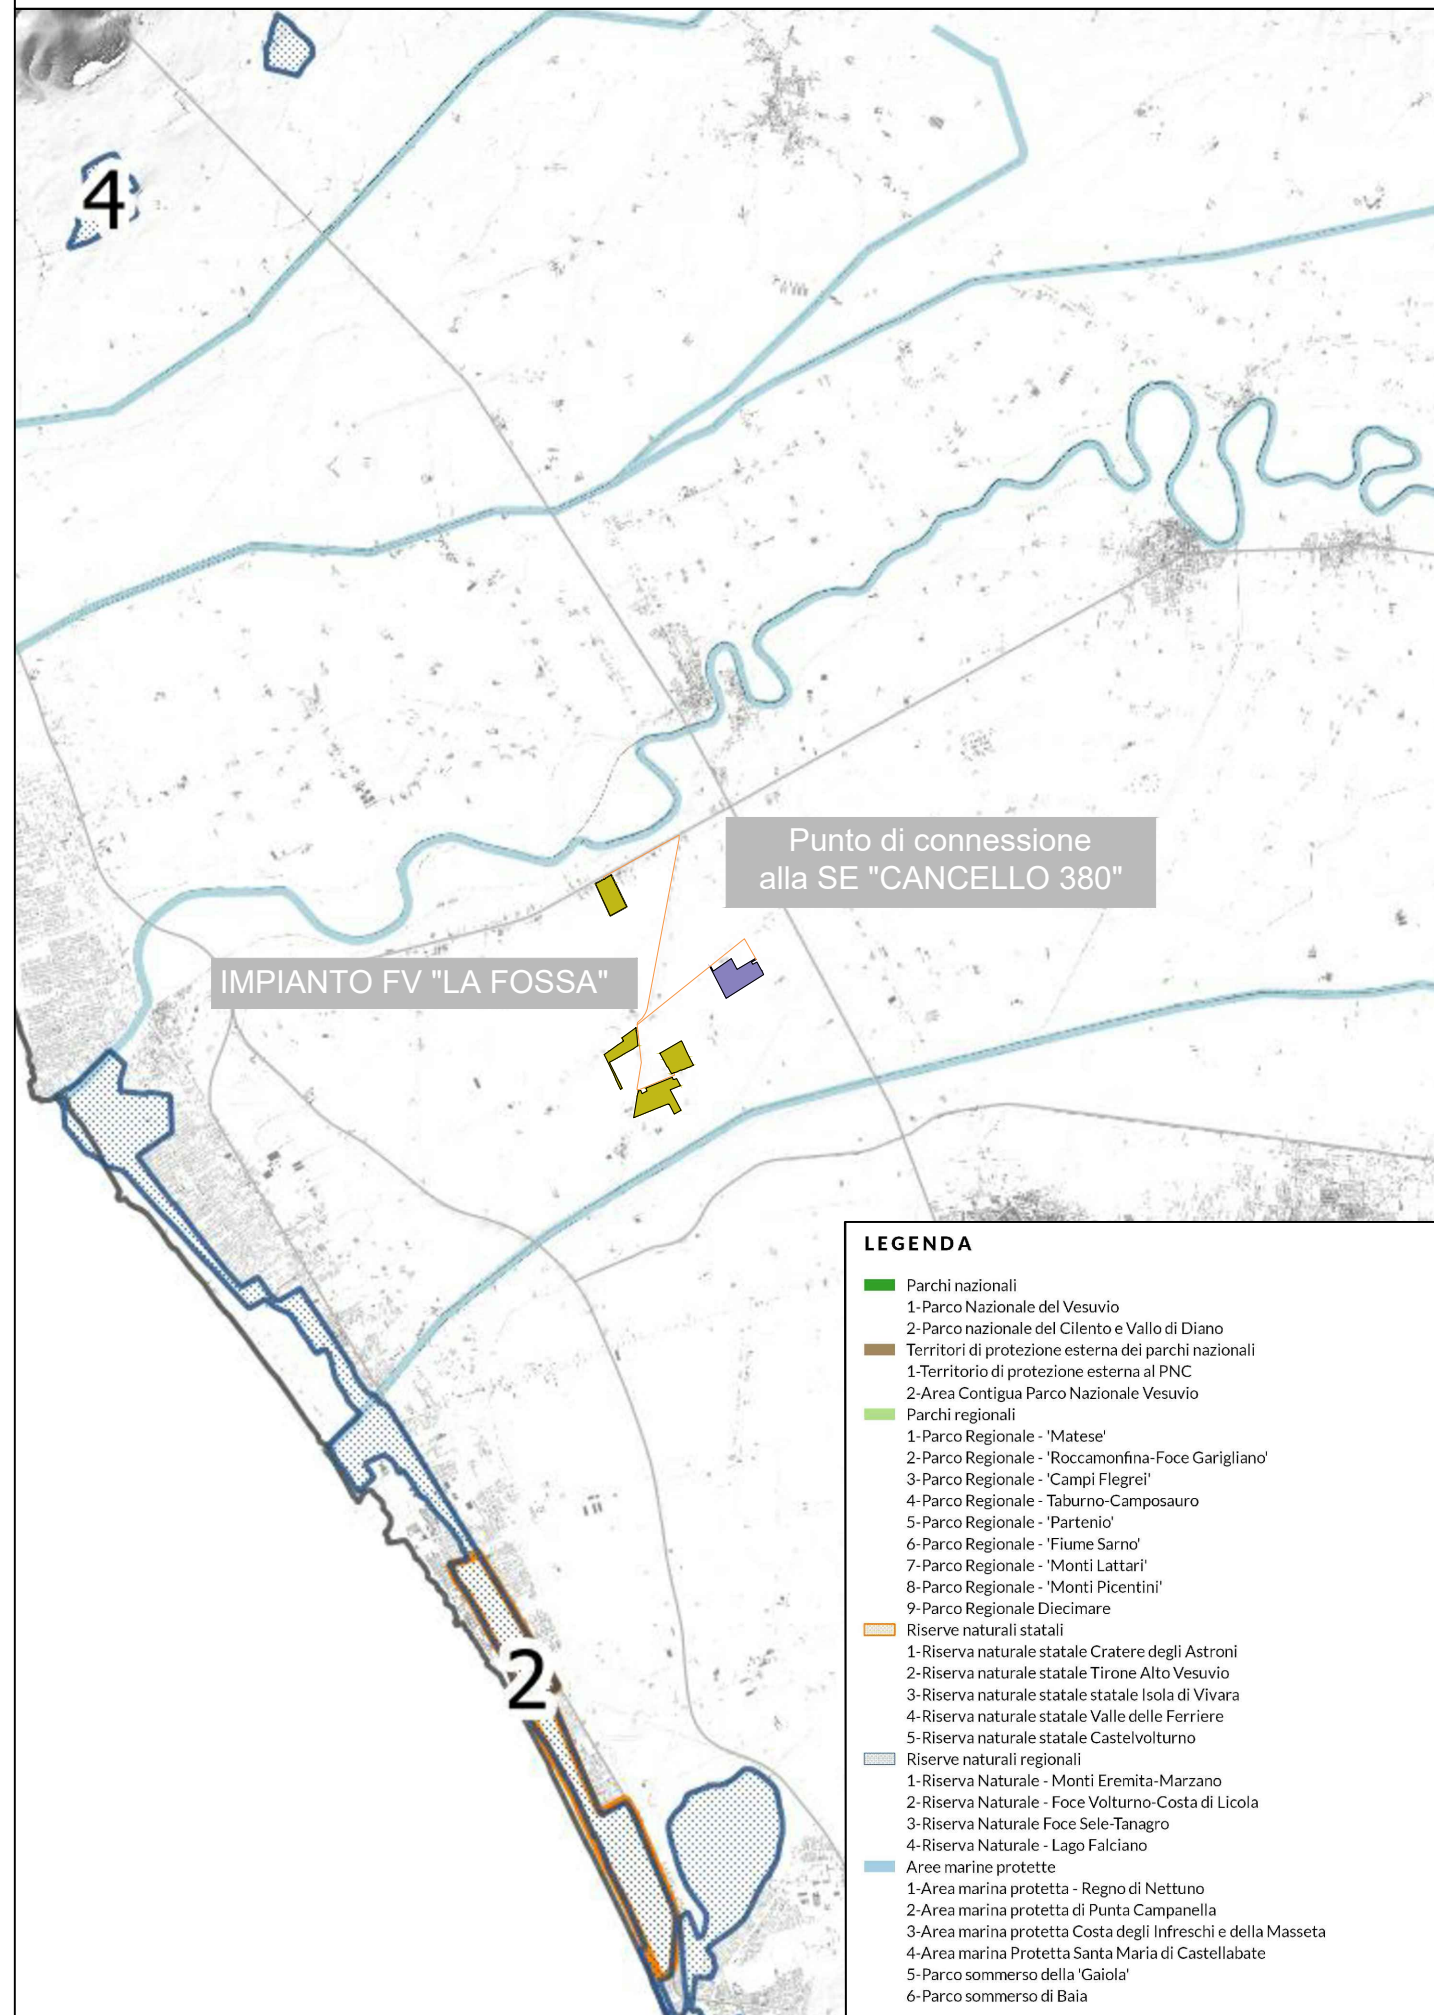 4
Punto di connessione
alla SE "CANCELLO 380"
IMPIANTO FV "LA FOSSA"
2
LEGENDA
Parchi nazionali
1-Parco Nazionale del Vesuvio
2-Parco nazionale del Cilento e Vallo di Diano
Territori di protezione esterna dei parchi nazionali
1-Territorio di protezione esterna al PNC
2-Area Contigua Parco Nazionale Vesuvio
Parchi regionali
1-Parco Regionale - 'Matese'
2-Parco Regionale - 'Roccamonfina-Foce Garigliano'
3-Parco Regionale - 'Campi Flegrei'
4-Parco Regionale - Taburno-Camposauro
5-Parco Regionale - 'Partenio'
6-Parco Regionale - 'Fiume Sarno'
7-Parco Regionale - 'Monti Lattari'
8-Parco Regionale - 'Monti Picentini'
9-Parco Regionale Diecimare
Riserve naturali statali
1-Riserva naturale statale Cratere degli Astroni
2-Riserva naturale statale Tirone Alto Vesuvio
3-Riserva naturale statale statale Isola di Vivara
4-Riserva naturale statale Valle delle Ferriere
5-Riserva naturale statale Castelvolturno
Riserve naturali regionali
1-Riserva Naturale - Monti Eremita-Marzano
2-Riserva Naturale - Foce Volturno-Costa di Licola
3-Riserva Naturale Foce Sele-Tanagro
4-Riserva Naturale - Lago Falciano
Aree marine protette
1-Area marina protetta - Regno di Nettuno
2-Area marina protetta di Punta Campanella
3-Area marina protetta Costa degli Infreschi e della Masseta
4-Area marina Protetta Santa Maria di Castellabate
5-Parco sommerso della 'Gaiola'
6-Parco sommerso di Baia